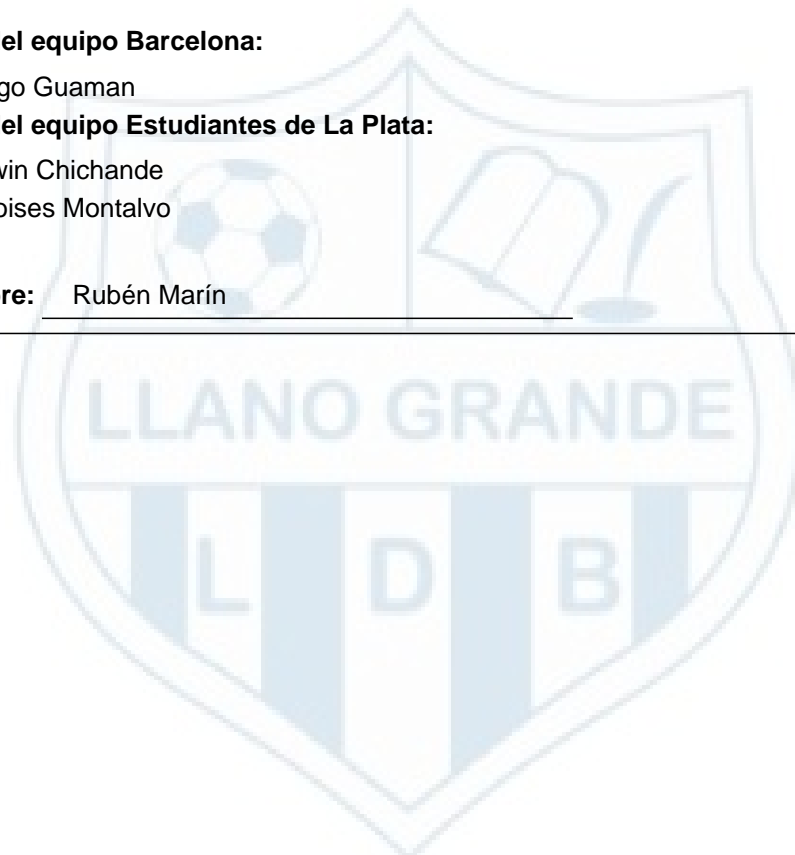 el equipo Barcelona:
go Guaman
el equipo Estudiantes de La Plata:
win Chichande
oises Montalvo
re: Rubén Marín
LLANO GRANDE
L D B